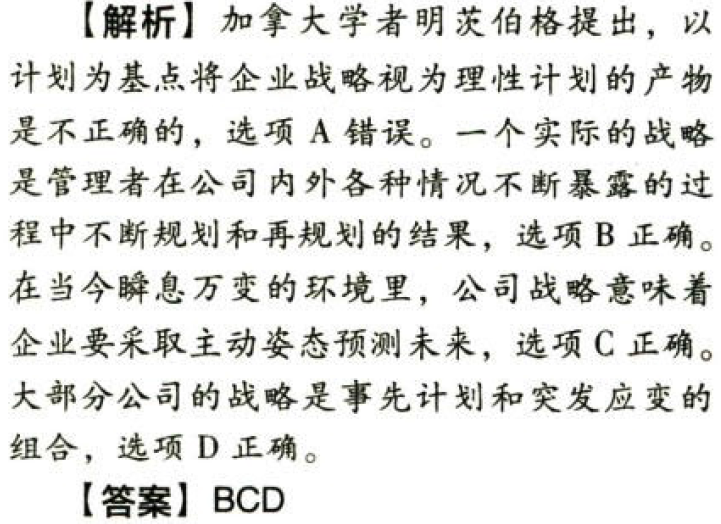 【解析】加拿大学者明茨伯格提出，以
计划为基点将企业战略视为理性计划的产物
是不正确的，选项 A 错误。一个实际的战略
是管理者在公司内外各种情况不断暴露的过
程中不断规划和再规划的结果，选项 B 正确。
在当今瞬息万变的环境里，公司战略意味着
企业要采取主动姿态预测未来，选项 C 正确。
大部分公司的战略是事先计划和突发应变的
组合，选项 D 正确。
【答案】BCD